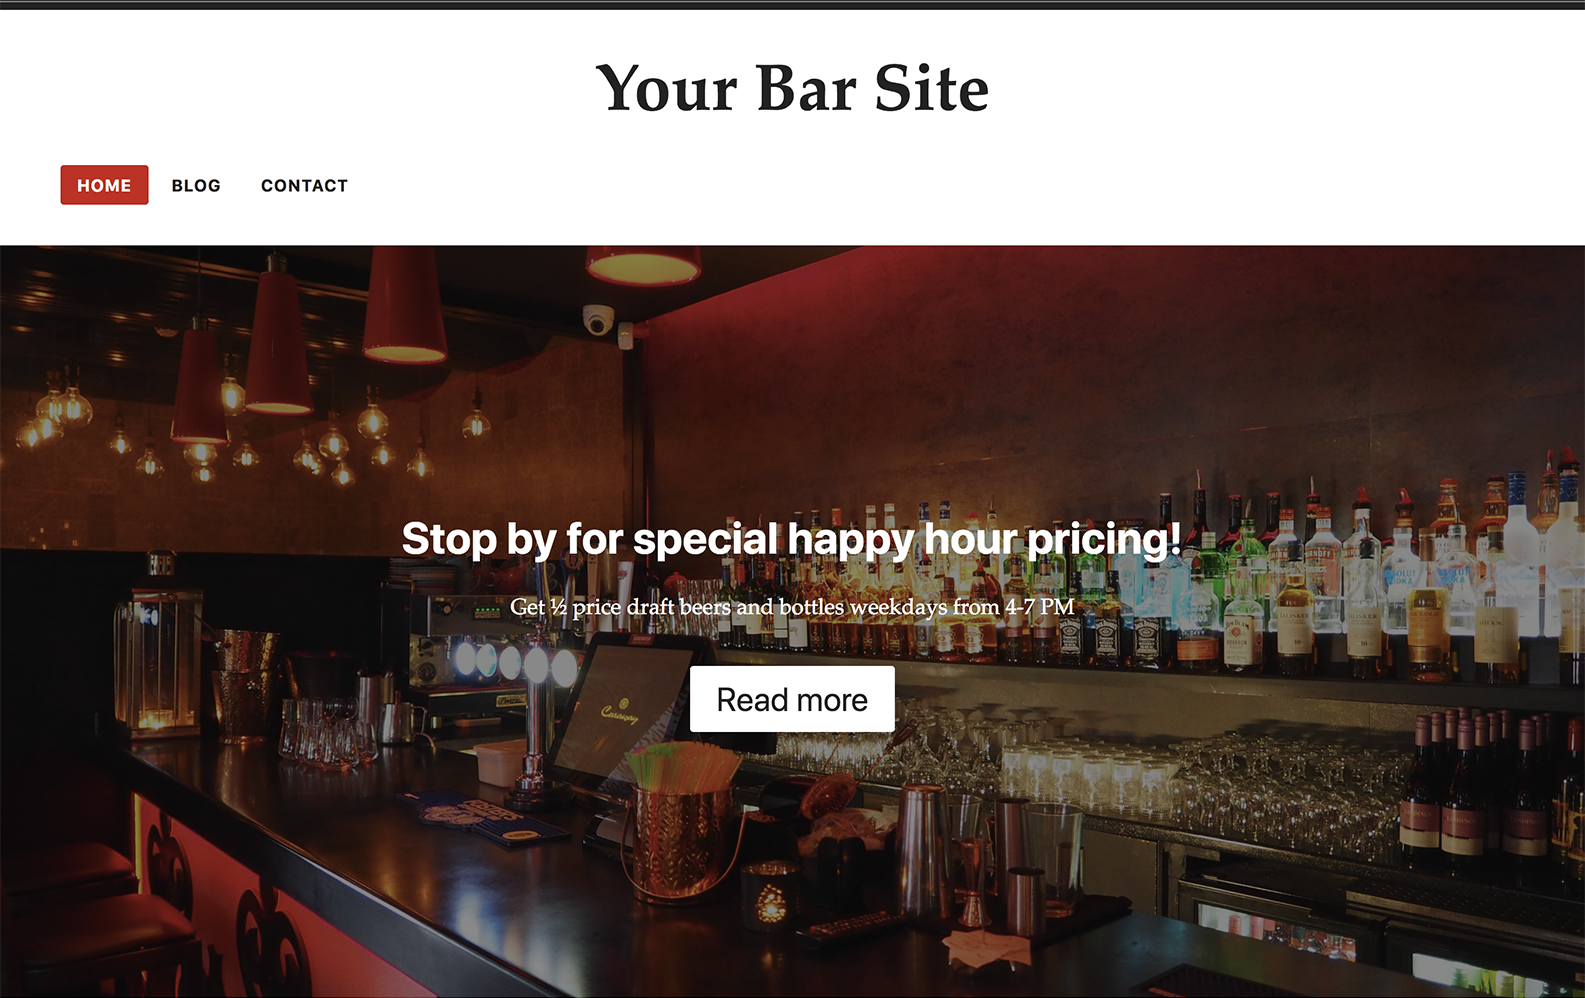 Your Bar Site
HOME BLOG CONTACT
Stop by for special happy hour pricing!
Get ½ price draft beers and bottles weekdays from 4-7 PM
Read more